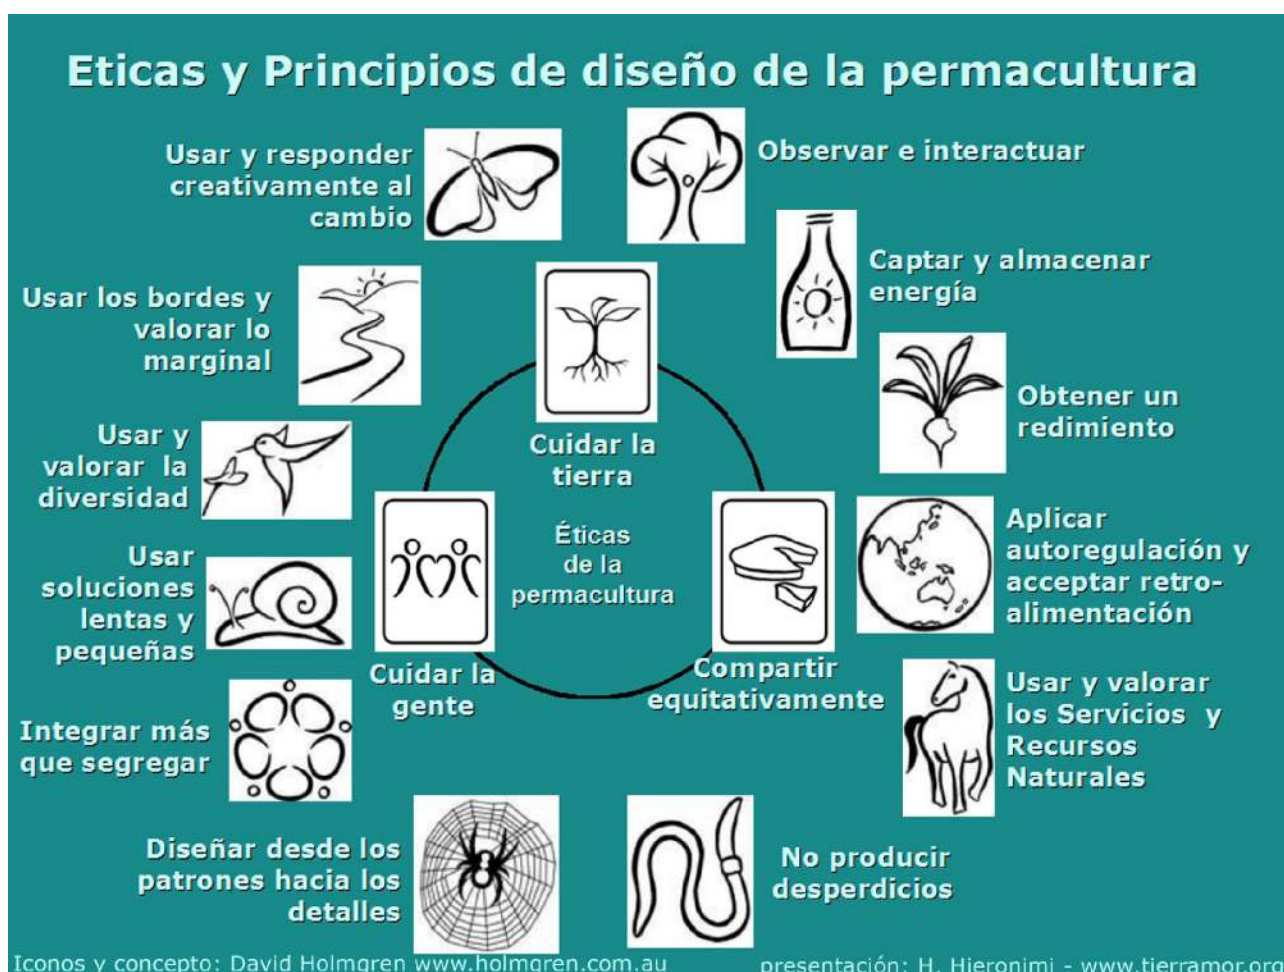 Eticas y Principios de diseño de la permacultura
Observar e interactuar
Captar y almacenar
energía
Obtener un
redimiento
Aplicar
autoregulación y
acceptar retro-
alimentación
Usar y valorar
los Servicios y
Recursos
Naturales
No producir
desperdicios
Diseñar desde los
patrones hacia los
detalles
Integrar más
que segregar
Usar
soluciones
lentas y
pequeñas
Usar y
valorar la
diversidad
Usar los bordes y
valorar lo
marginal
Usar y responder
creativamente al
cambio
Cuidar la
tierra
Éticas
de la
permacultura
Cuidar la
gente
Compartir
equitativamente
Iconos y concepto: David Holmgren www.holmgren.com.au
presentación: H. Hieronimi - www.tierramor.org